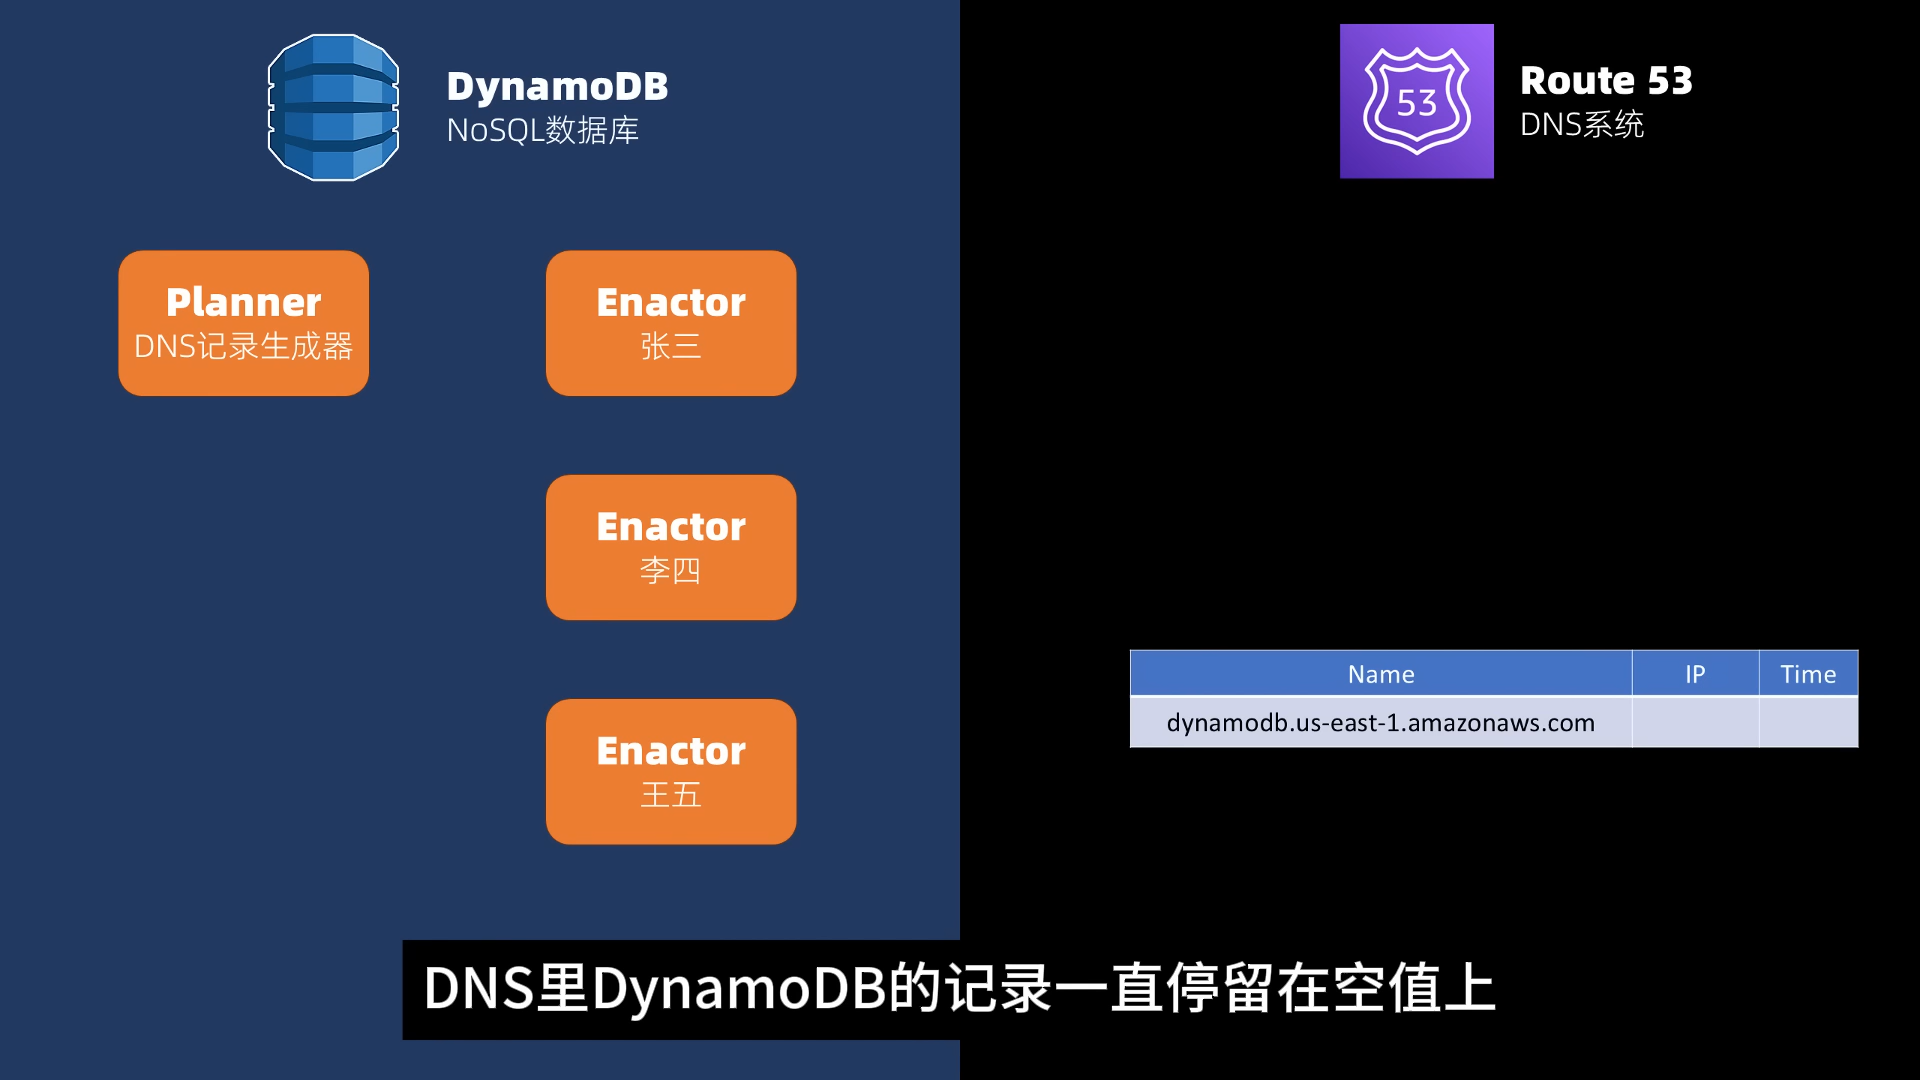 DynamoDB
NoSQL数据库
53
Route 53
DNS系统
Planner
DNS记录生成器
Enactor
张三
Enactor
李四
Enactor
王五
Name IP Time
dynamodb.us-east-1.amazonaws.com
DNS里DynamoDB的记录一直停留在空值上